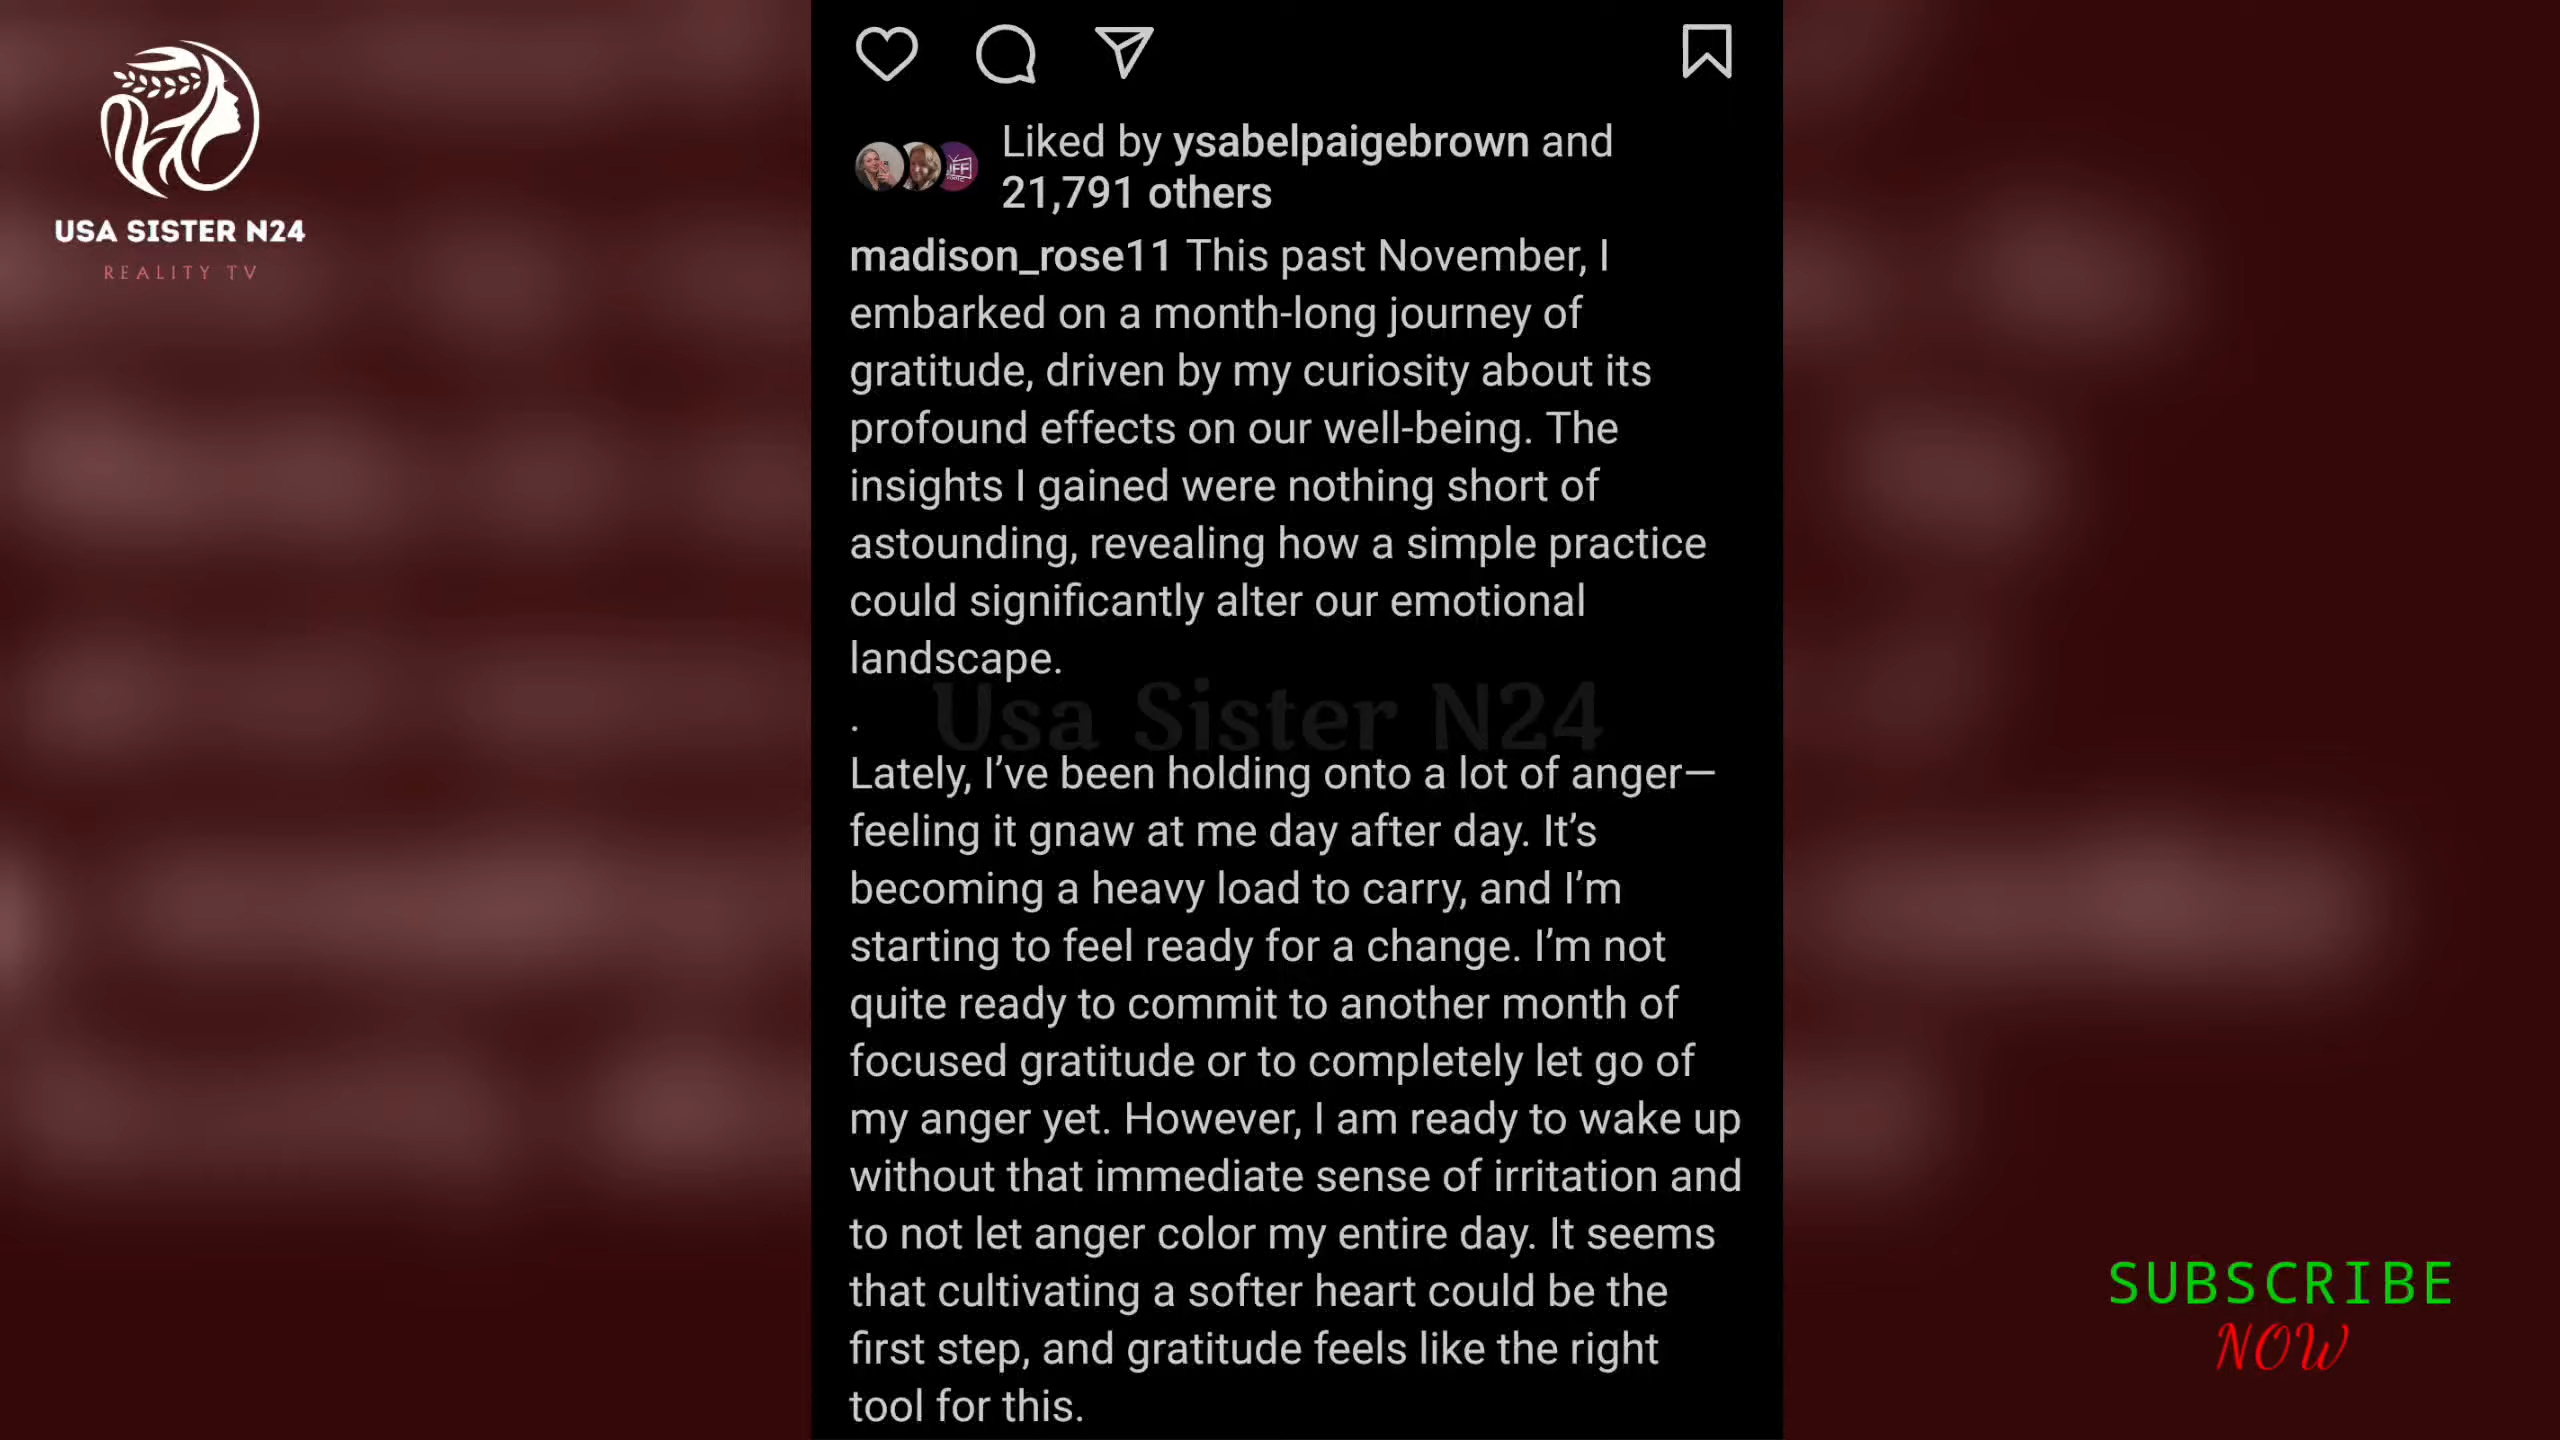 USA SISTER N24
REALITY TV
Liked by ysabelpaigebrown and
21,791 others
madison_rose11 This past November, I
embarked on a month-long journey of
gratitude, driven by my curiosity about its
profound effects on our well-being. The
insights I gained were nothing short of
astounding, revealing how a simple practice
could significantly alter our emotional
landscape.
.
Usa Sister N24
Lately, I’ve been holding onto a lot of anger—
feeling it gnaw at me day after day. It’s
becoming a heavy load to carry, and I’m
starting to feel ready for a change. I’m not
quite ready to commit to another month of
focused gratitude or to completely let go of
my anger yet. However, I am ready to wake up
without that immediate sense of irritation and
to not let anger color my entire day. It seems
that cultivating a softer heart could be the
first step, and gratitude feels like the right
tool for this.
SUBSCRIBE
NOW